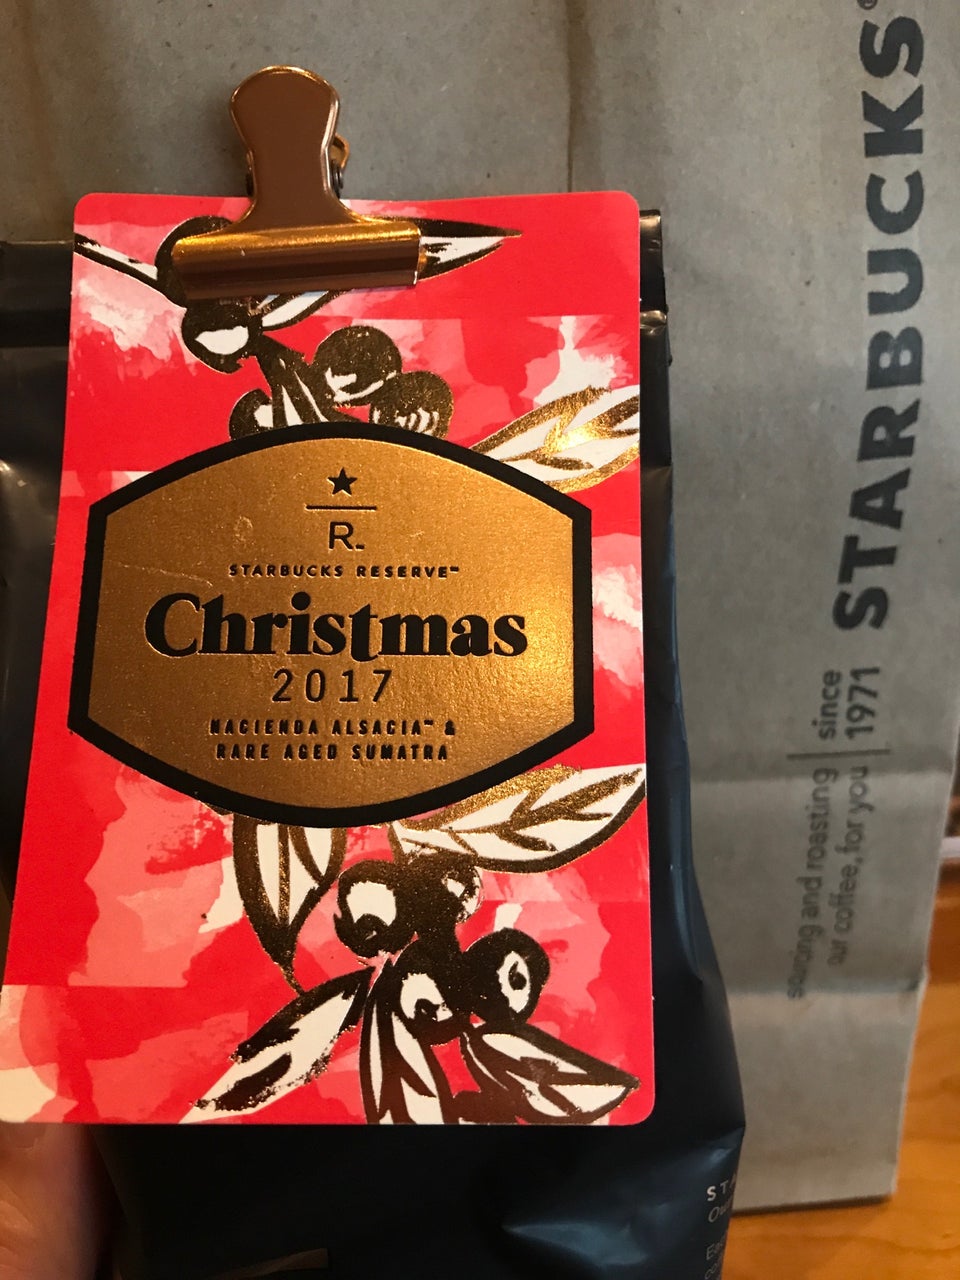 R.
STARBUCKS RESERVE™
Christmas
2017
HACIENDA ALSACIA™ &
RARE AGED SUMATRA
STARBUCKS®
sourcing and roasting
our coffee, for you
since
1971